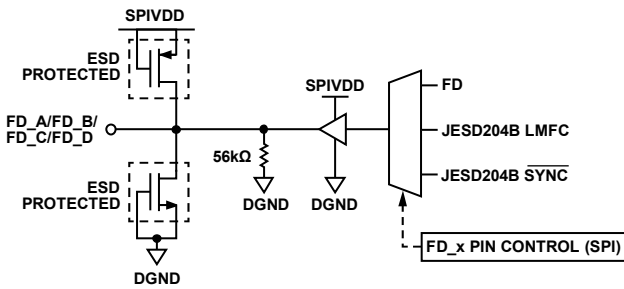 SPIVDD
ESD
PROTECTED
SPIVDD
FD
FD_A/FD_B/
FD_C/FD_D
JESD204B LMFC
56kΩ
ESD
PROTECTED
JESD204B SYNC
DGND
DGND
FD_x PIN CONTROL (SPI)
DGND